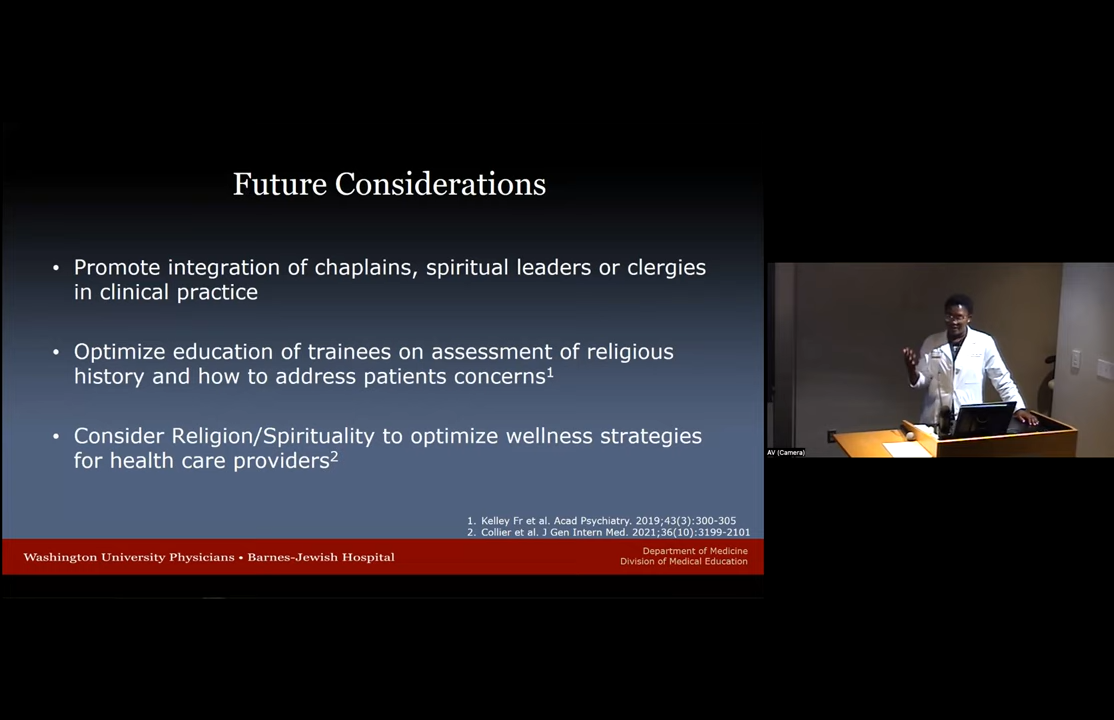 Future Considerations
• Promote integration of chaplains, spiritual leaders or clergies
in clinical practice
• Optimize education of trainees on assessment of religious
history and how to address patients concerns1
• Consider Religion/Spirituality to optimize wellness strategies
for health care providers2
1. Kelley Fr et al. Acad Psychiatry. 2019;43(3):300-305
2. Collier et al. J Gen Intern Med. 2021;36(10):3199-2101
Washington University Physicians • Barnes-Jewish Hospital
Department of Medicine
Division of Medical Education
AV (Camera)